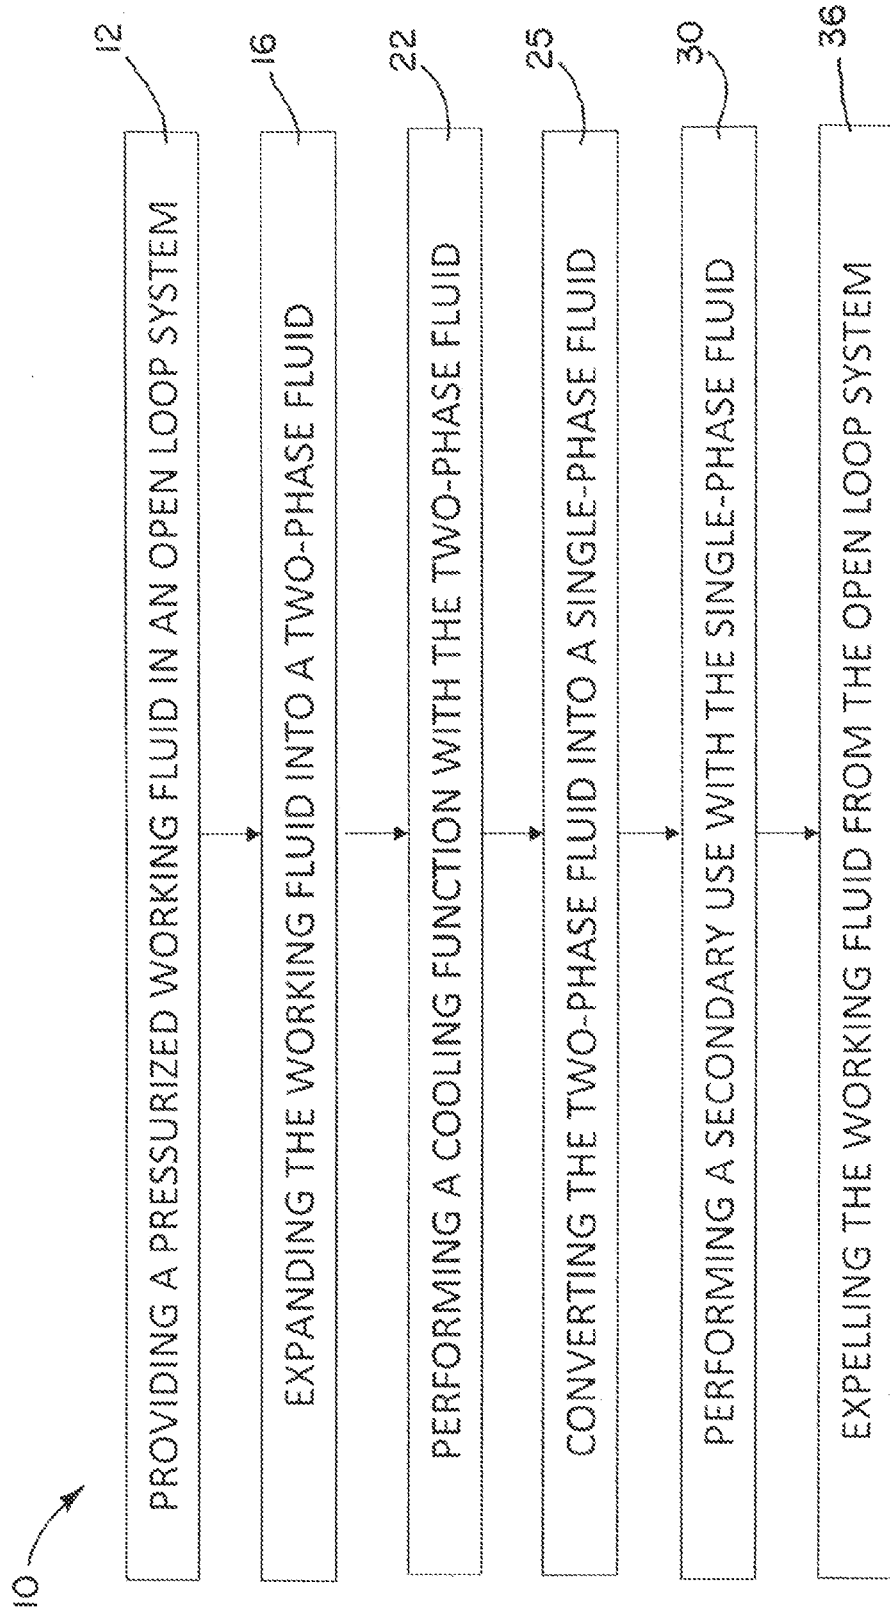 10
PROVIDING A PRESSURIZED WORKING FLUID IN AN OPEN LOOP SYSTEM
12
EXPANDING THE WORKING FLUID INTO A TWO-PHASE FLUID
16
PERFORMING A COOLING FUNCTION WITH THE TWO-PHASE FLUID
22
CONVERTING THE TWO-PHASE FLUID INTO A SINGLE-PHASE FLUID
25
PERFORMING A SECONDARY USE WITH THE SINGLE-PHASE FLUID
30
EXPELLING THE WORKING FLUID FROM THE OPEN LOOP SYSTEM
36